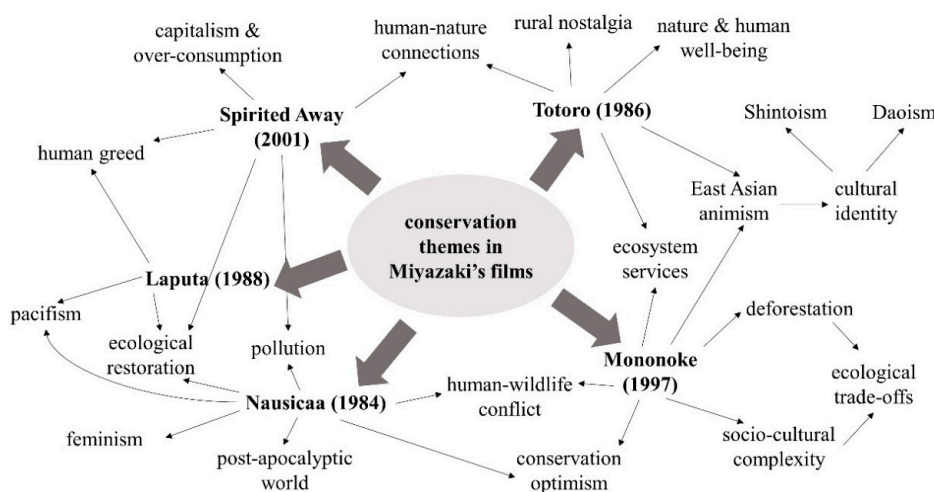 capitalism &
over-consumption
human-nature
connections
rural nostalgia
nature & human
well-being
Spirited Away
(2001)
Totoro (1986)
Shintoism
Daoism
human greed
East Asian
animism
cultural
identity
conservation
themes in
Miyazaki's films
ecosystem
services
Laputa (1988)
pacifism
ecological
restoration
pollution
deforestation
Mononoke
(1997)
human-wildlife
conflict
ecological
trade-offs
Nausicaa (1984)
feminism
post-apocalyptic
world
conservation
optimism
socio-cultural
complexity